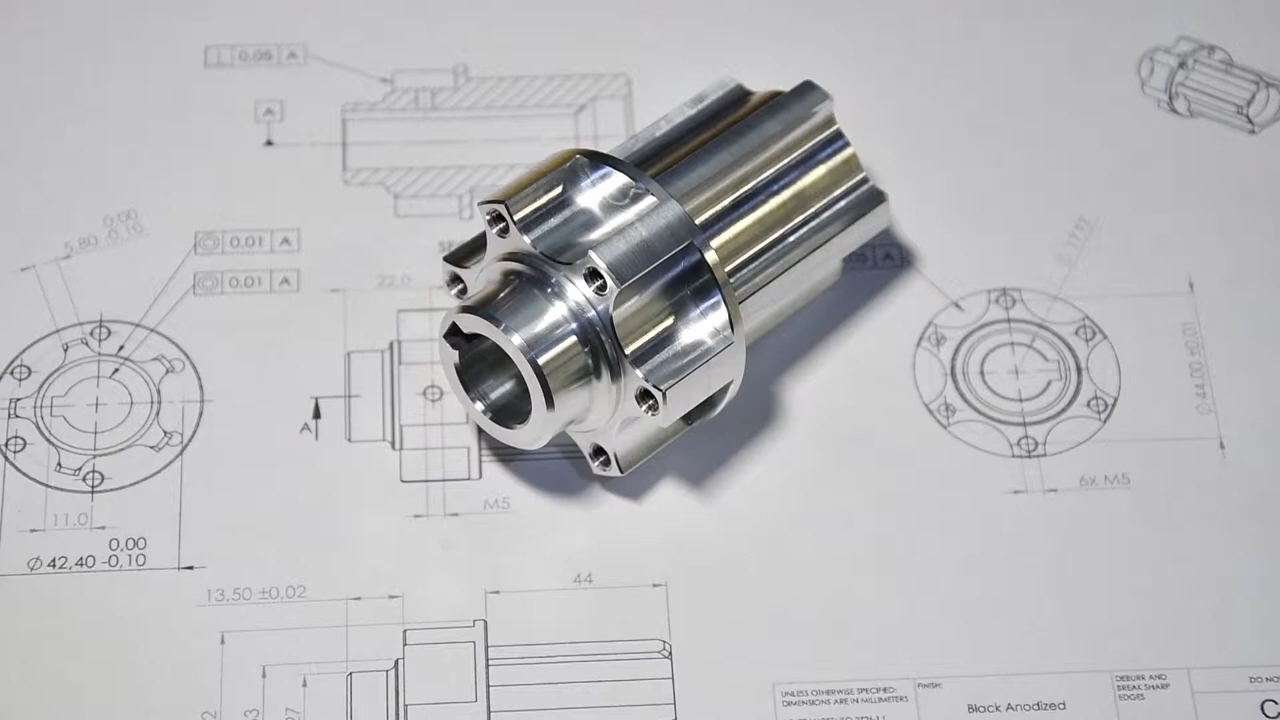 ⊥ 0.05 A
A
0.00
5.80 -0.10
◎ 0.01 A
◎ 0.01 A
22.0
A
M5
11.0
0.00
Ø 42,40 -0,10
05 A
Ø 44.00 ±0.01
6x M5
13,50 ±0,02
44
27
UNLESS OTHERWISE SPECIFIED:
DIMENSIONS ARE IN MILLIMETERS
FINISH:
Black Anodized
DEBURR AND
BREAK SHARP
EDGES